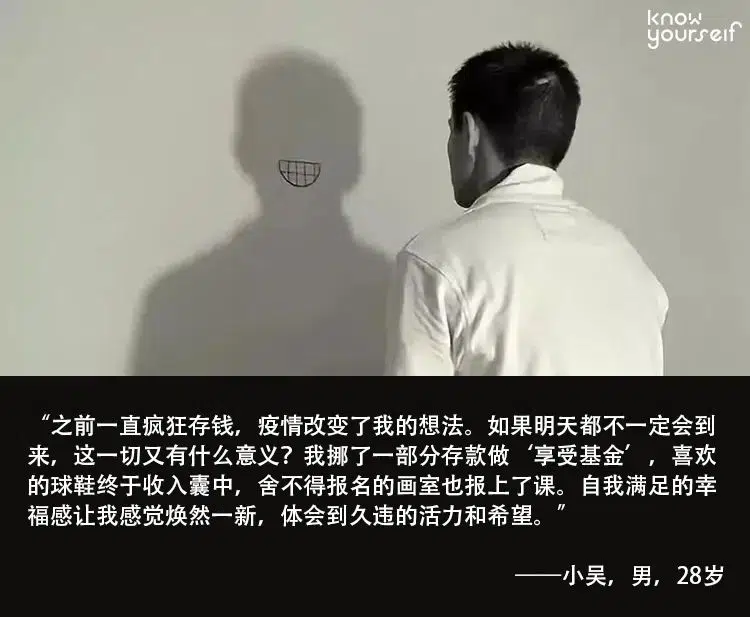 know
yourself
“之前一直疯狂存钱，疫情改变了我的想法。如果明天都不一定会到
来，这一切又有什么意义？我挪了一部分存款做‘享受基金’，喜欢
的球鞋终于收入囊中，舍不得报名的画室也报上了课。自我满足的幸
福感让我感觉焕然一新，体会到久违的活力和希望。”
——小吴，男，28岁